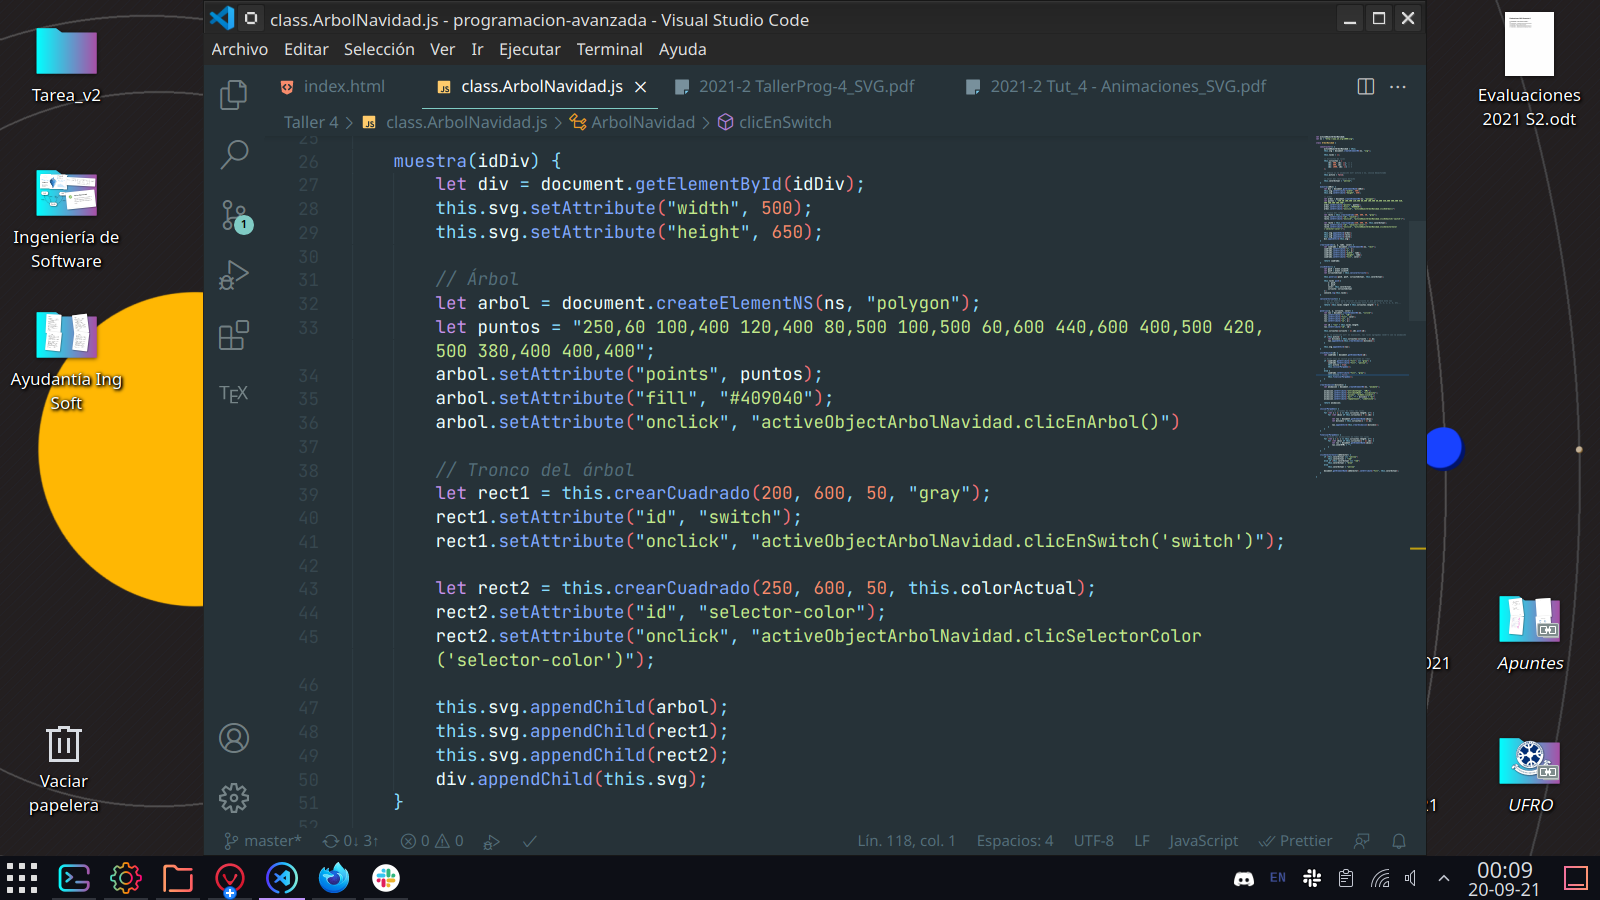 class.ArbolNavidad.js - programacion-avanzada - Visual Studio Code
Archivo Editar Selección Ver Ir Ejecutar Terminal Ayuda
index.html class.ArbolNavidad.js 2021-2 TallerProg-4_SVG.pdf 2021-2 Tut_4 - Animaciones_SVG.pdf
Taller 4 > JS class.ArbolNavidad.js > ArbolNavidad > clicEnSwitch
25
26 muestra(idDiv) {
27 let div = document.getElementById(idDiv);
28 this.svg.setAttribute("width", 500);
29 this.svg.setAttribute("height", 650);
30
31 // Árbol
32 let arbol = document.createElementNS(ns, "polygon");
33 let puntos = "250,60 100,400 120,400 80,500 100,500 60,600 440,600 400,500 420,
500 380,400 400,400";
34 arbol.setAttribute("points", puntos);
35 arbol.setAttribute("fill", "#409040");
36 arbol.setAttribute("onclick", "activeObjectArbolNavidad.clicEnArbol()")
37
38 // Tronco del árbol
39 let rect1 = this.crearCuadrado(200, 600, 50, "gray");
40 rect1.setAttribute("id", "switch");
41 rect1.setAttribute("onclick", "activeObjectArbolNavidad.clicEnSwitch('switch')");
42
43 let rect2 = this.crearCuadrado(250, 600, 50, this.colorActual);
44 rect2.setAttribute("id", "selector-color");
45 rect2.setAttribute("onclick", "activeObjectArbolNavidad.clicSelectorColor
('selector-color')");
46
47 this.svg.appendChild(arbol);
48 this.svg.appendChild(rect1);
49 this.svg.appendChild(rect2);
50 div.appendChild(this.svg);
51 }
52
1
TEX
master* 0↓ 3↑ 0 0 Lín. 118, col. 1 Espacios: 4 UTF-8 LF JavaScript Prettier
Tarea_v2
Ingeniería de
Software
Ayudantía Ing
Soft
Vaciar
papelera
Evaluaciones
2021 S2.odt
021
Apuntes
1
UFRO
EN
00:09
20-09-21